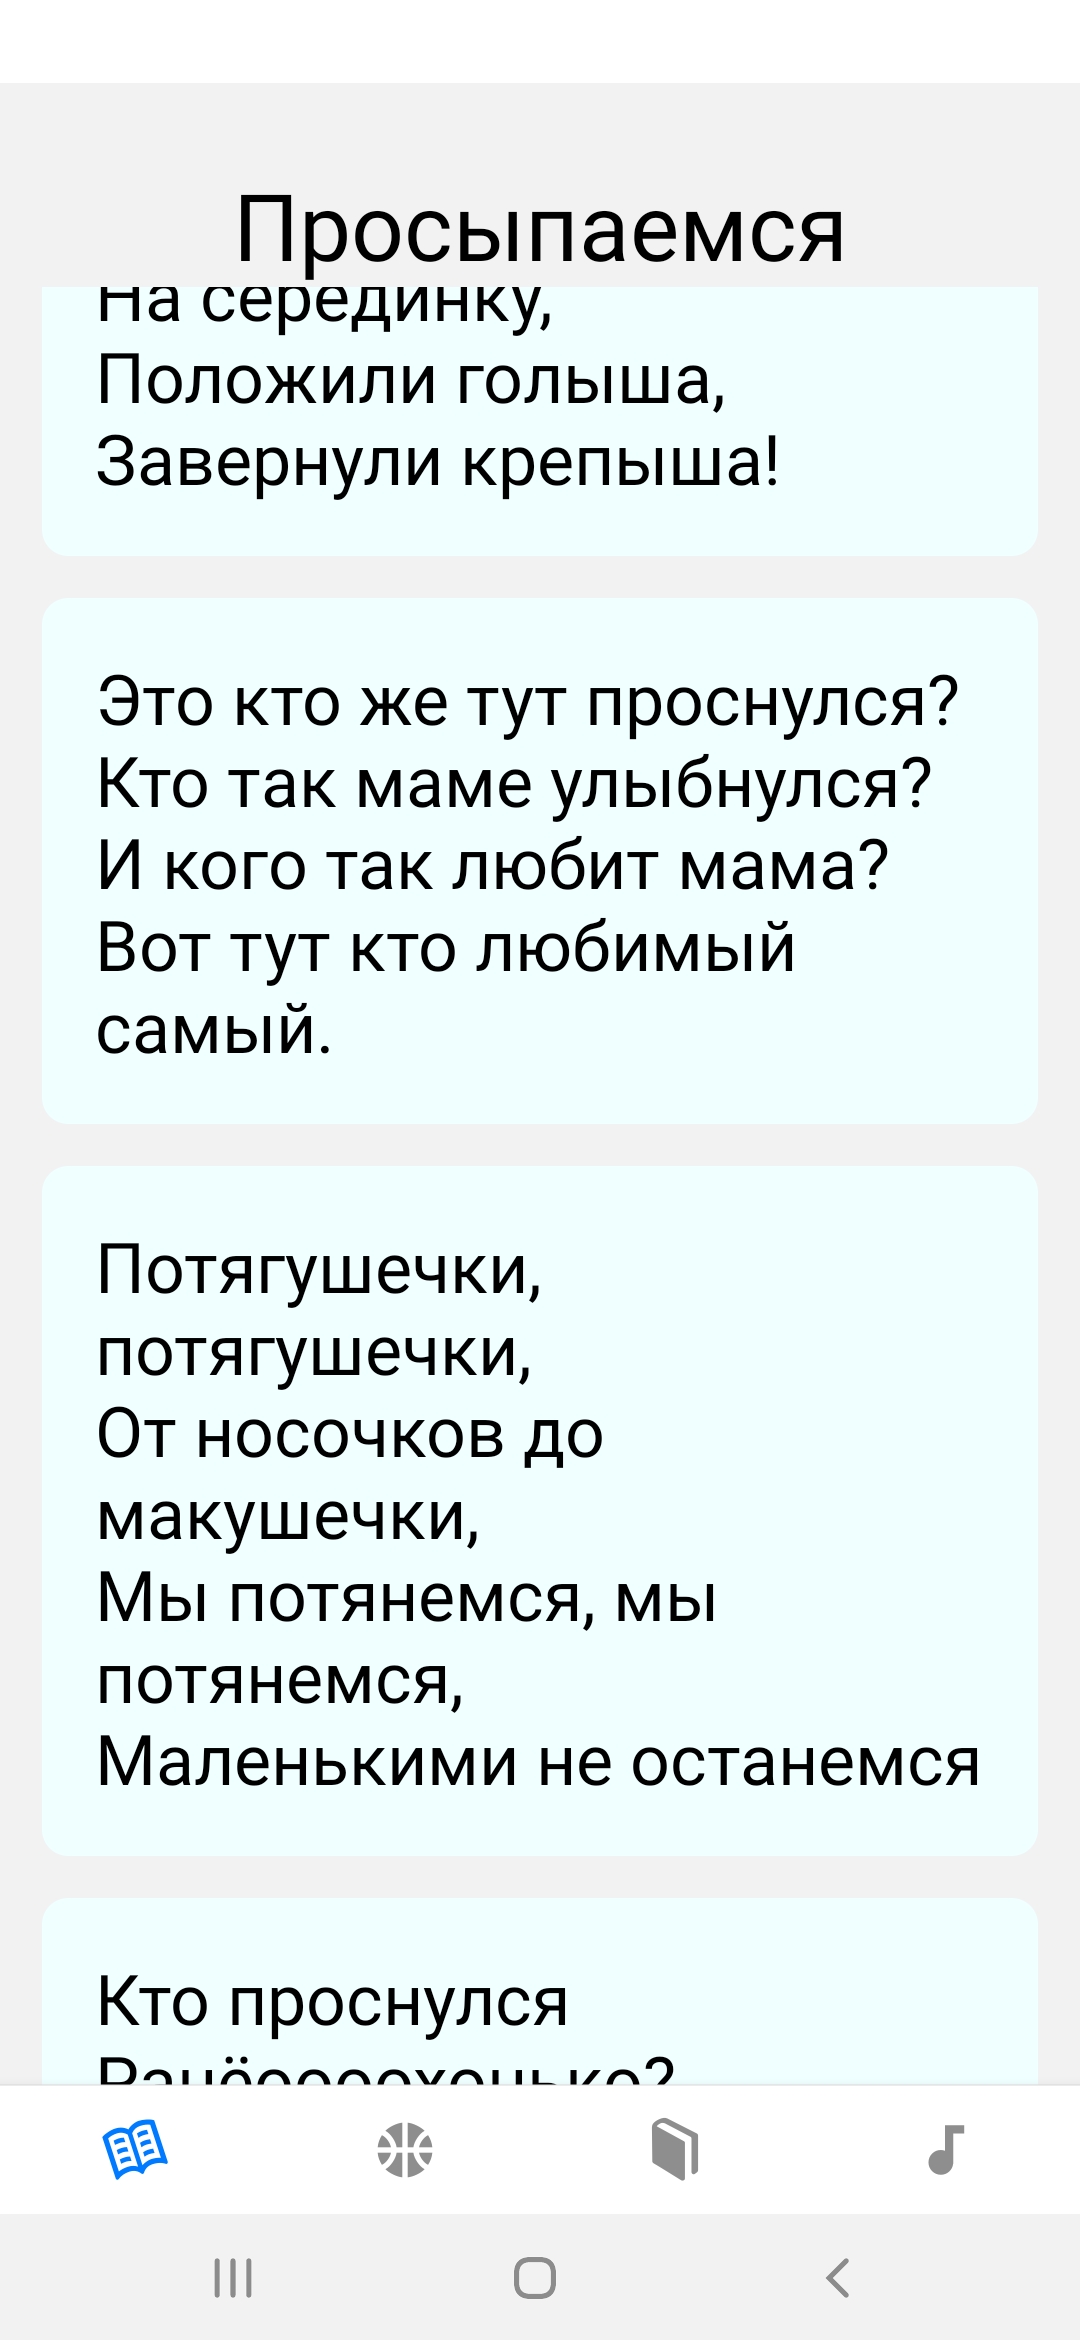 Просыпаемся
На серединку,
Положили голыша,
Завернули крепыша!
Это кто же тут проснулся?
Кто так маме улыбнулся?
И кого так любит мама?
Вот тут кто любимый
самый.
Потягушечки,
потягушечки,
От носочков до
макушечки,
Мы потянемся, мы
потянемся,
Маленькими не останемся
Кто проснулся